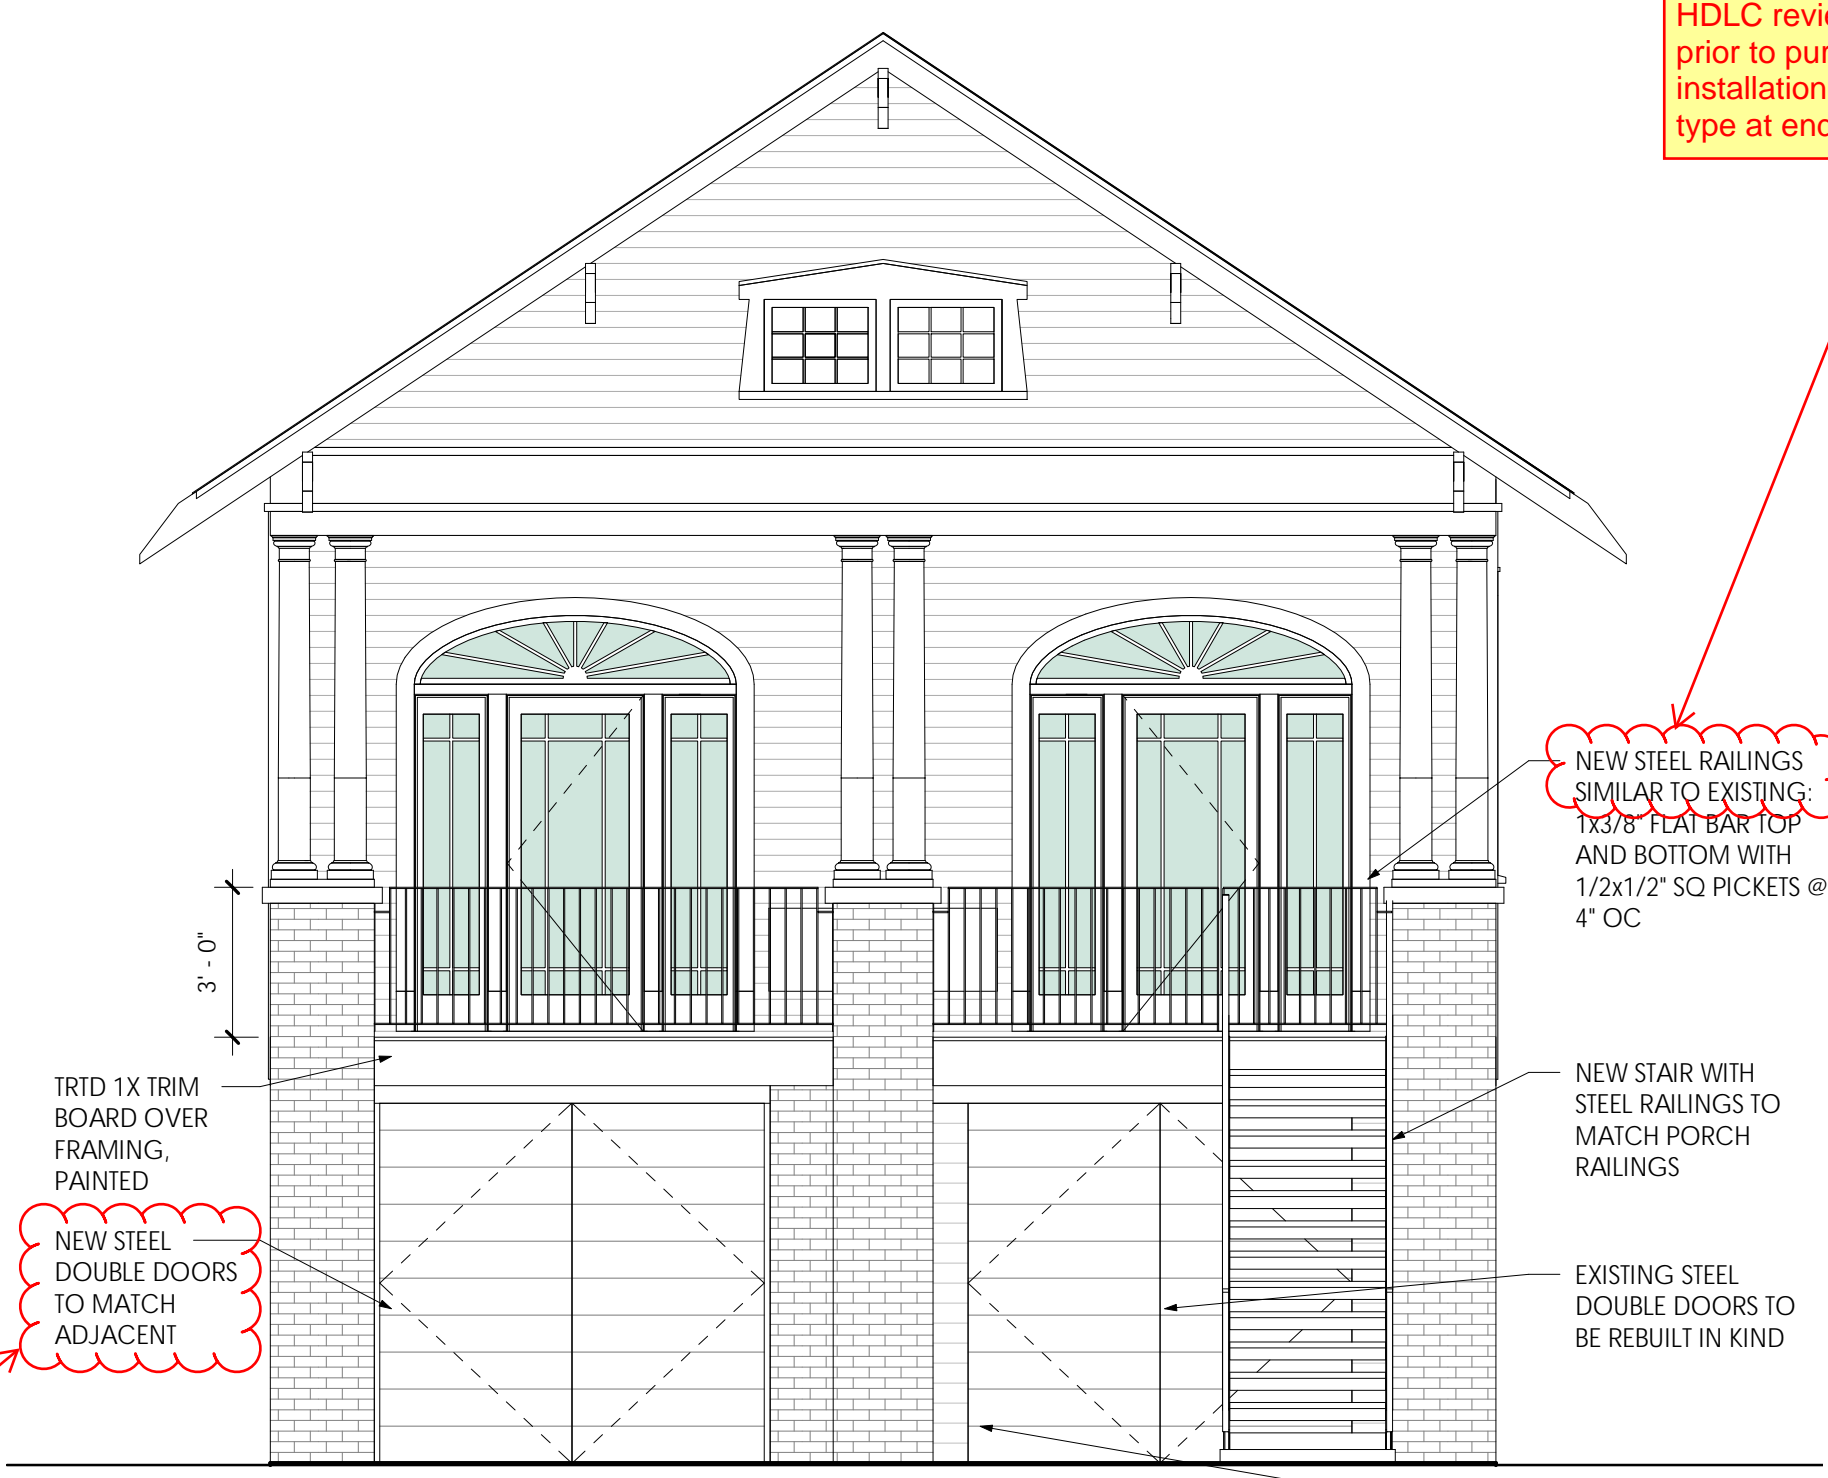 HDLC
prior to
installation
type at
NEW STEEL RAILINGS
SIMILAR TO EXISTING:
1x3/8" FLAT BAR TOP
AND BOTTOM WITH
1/2x1/2" SQ PICKETS @
4" OC
3' - 0"
TRTD 1X TRIM
BOARD OVER
FRAMING,
PAINTED
NEW STEEL
DOUBLE DOORS
TO MATCH
ADJACENT
NEW STAIR WITH
STEEL RAILINGS TO
MATCH PORCH
RAILINGS
EXISTING STEEL
DOUBLE DOORS TO
BE REBUILT IN KIND